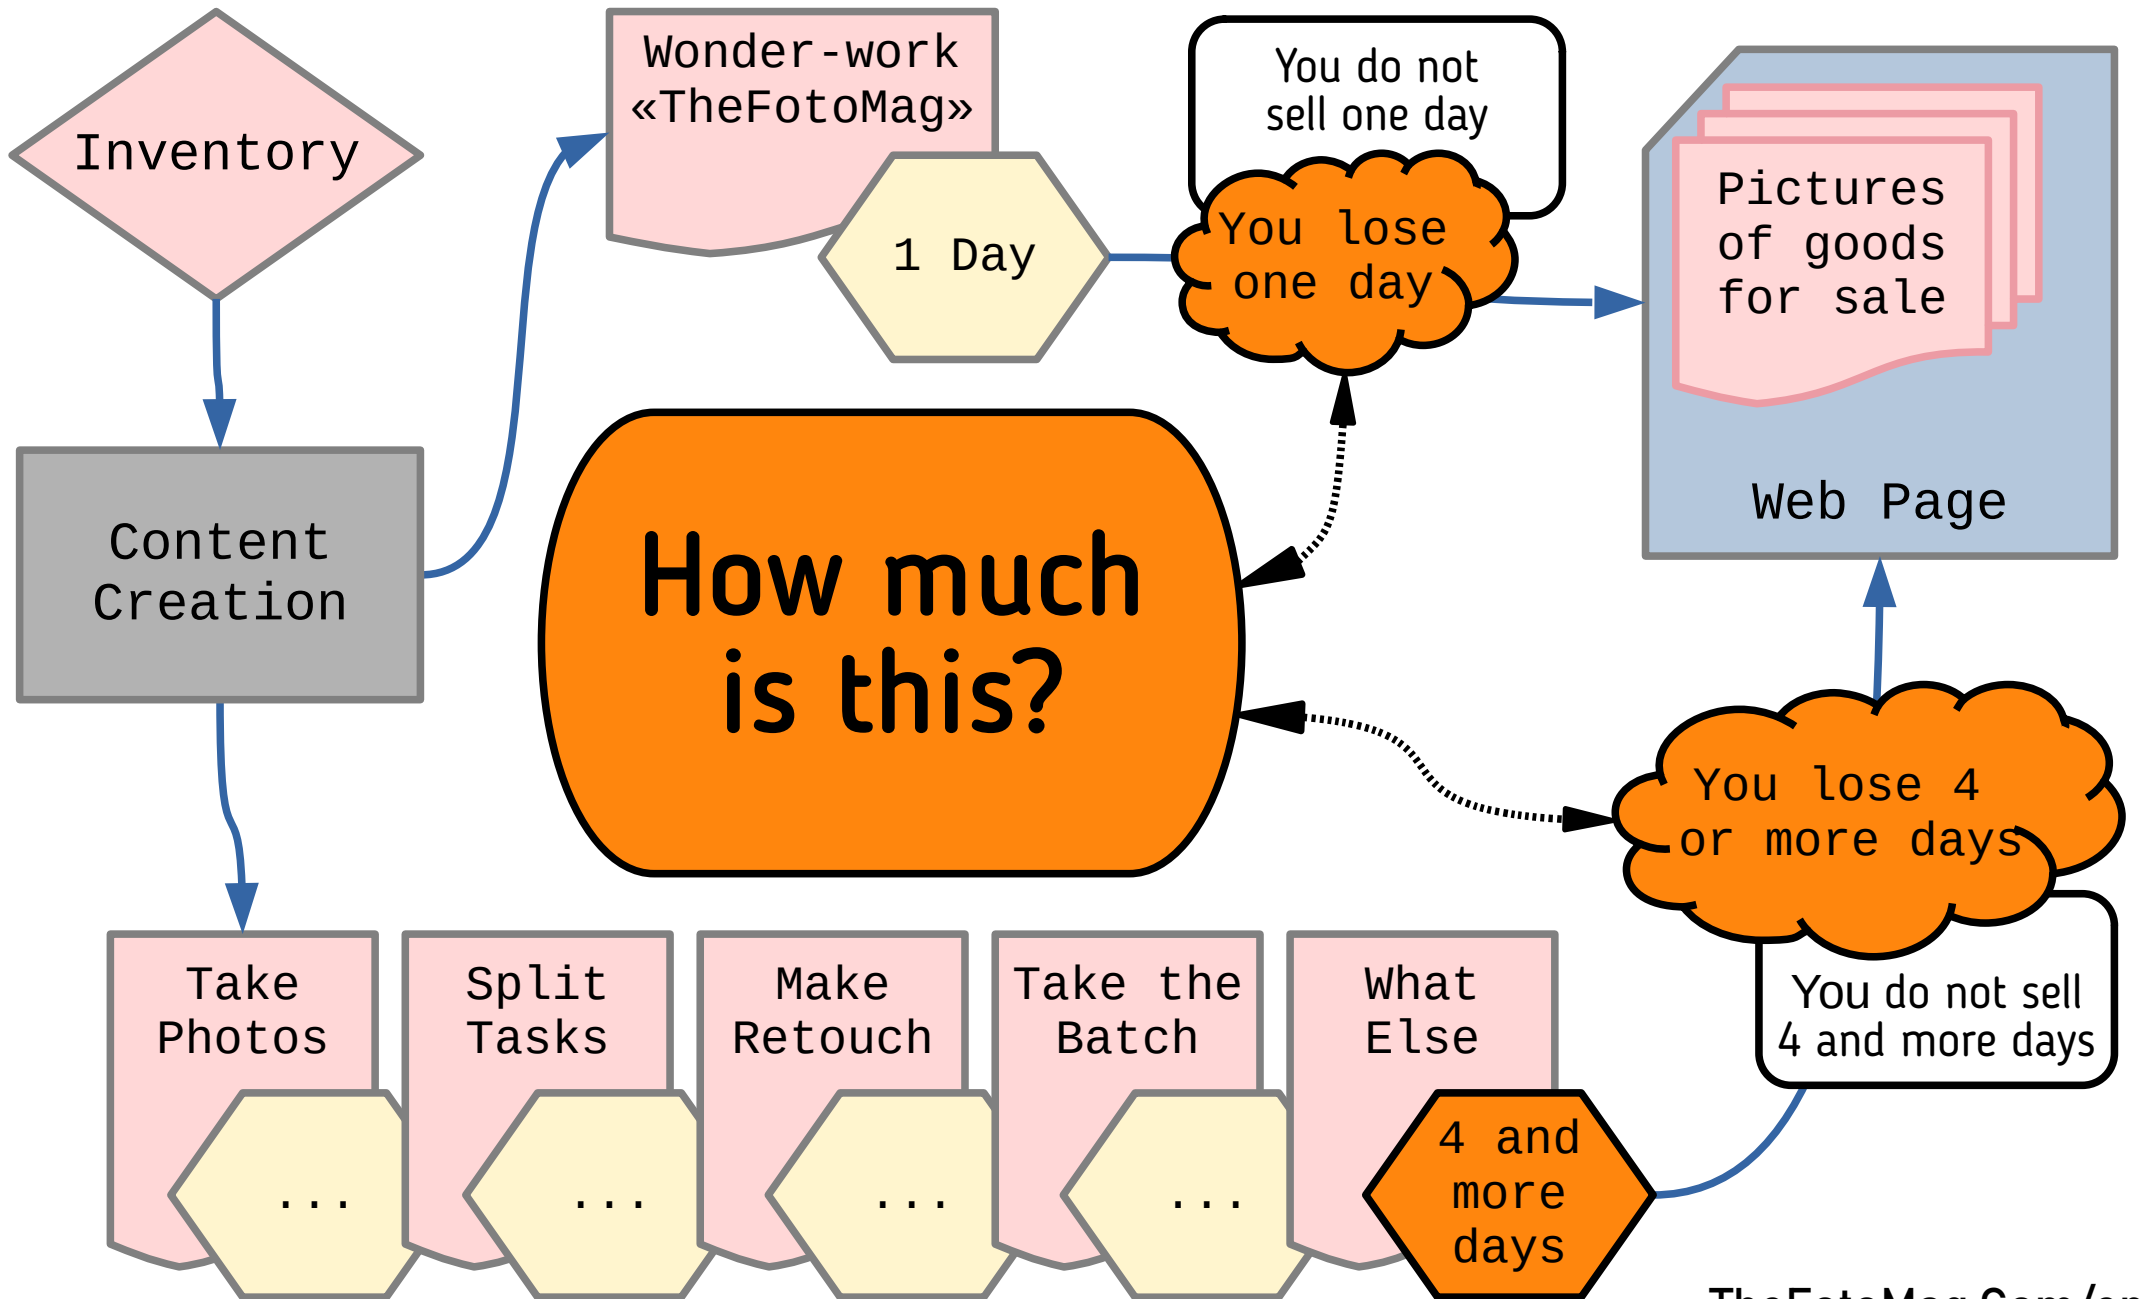 Inventory
Wonder-work
«TheFotoMag»
1 Day
You do not
sell one day
You lose
one day
Pictures
of goods
for sale
Web Page
Content
Creation
How much
is this?
You lose 4
or more days
You do not sell
4 and more days
Take
Photos
...
Split
Tasks
...
Make
Retouch
...
Take the
Batch
...
What
Else
4 and
more
days
TheFotoMag.Com/en